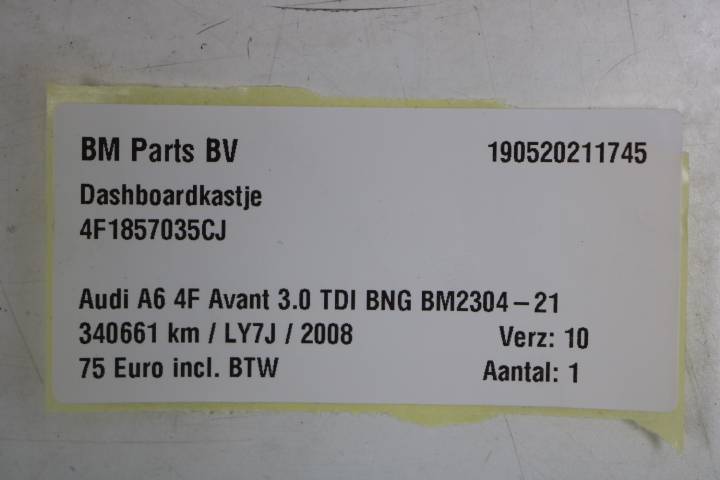 BM Parts BV 190520211745
Dashboardkastje
4F1857035CJ
Audi A6 4F Avant 3.0 TDI BNG BM2304-21
340661 km / LY7J / 2008 Verz: 10
75 Euro incl. BTW Aantal: 1